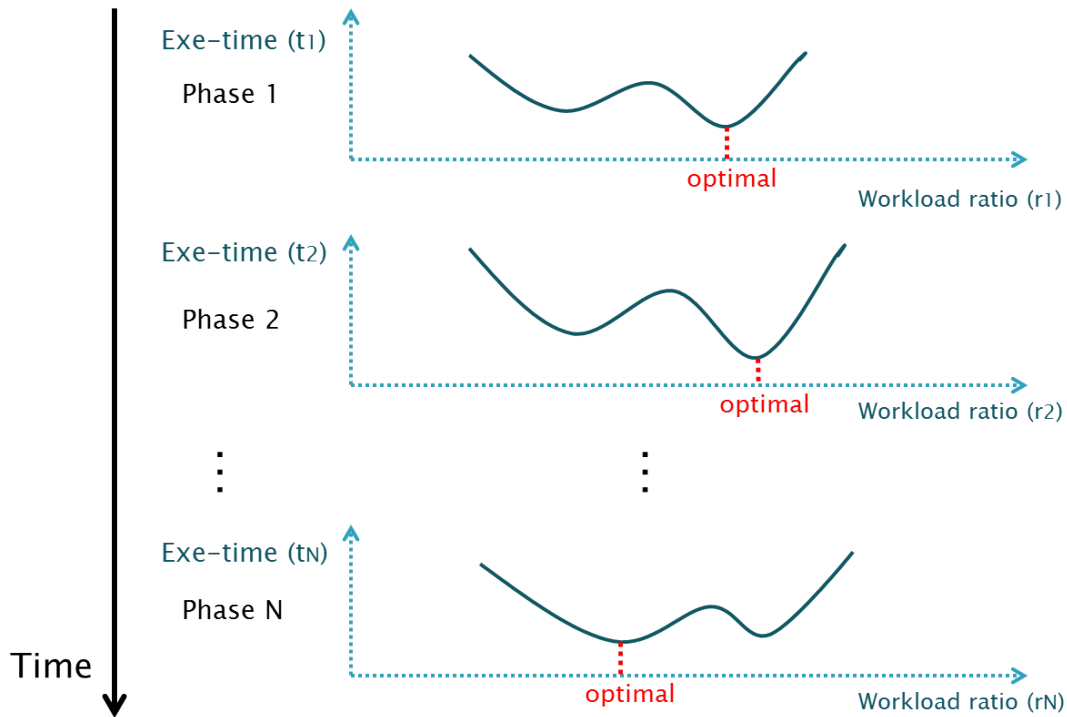 Exe-time (t1)
Phase 1
optimal
Workload ratio (r1)
Exe-time (t2)
Phase 2
optimal
Workload ratio (r2)
Exe-time (tN)
Phase N
Time
optimal
Workload ratio (rN)